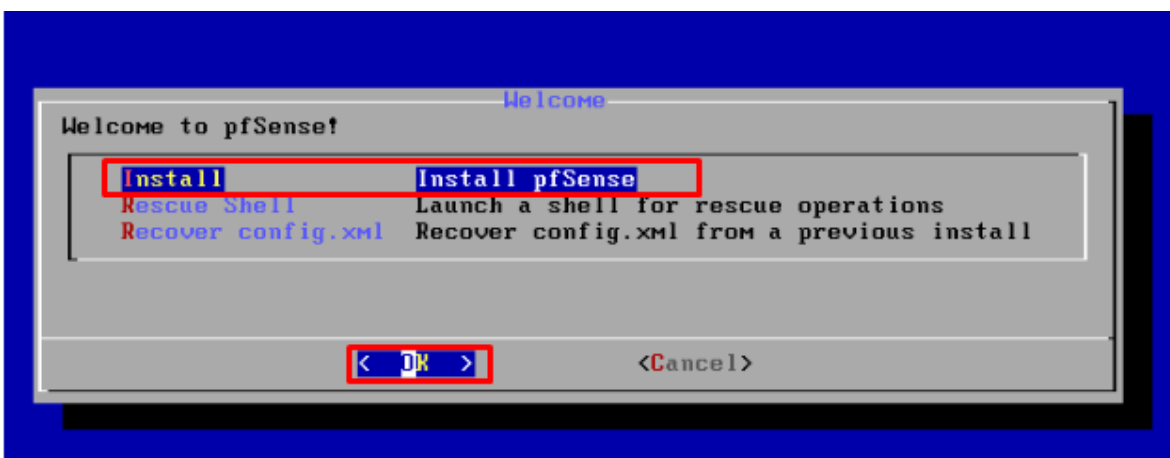 Welcome
Welcome to pfSense!
Install Install pfSense
Rescue Shell Launch a shell for rescue operations
Recover config.xml Recover config.xml from a previous install
< OK > <Cancel>